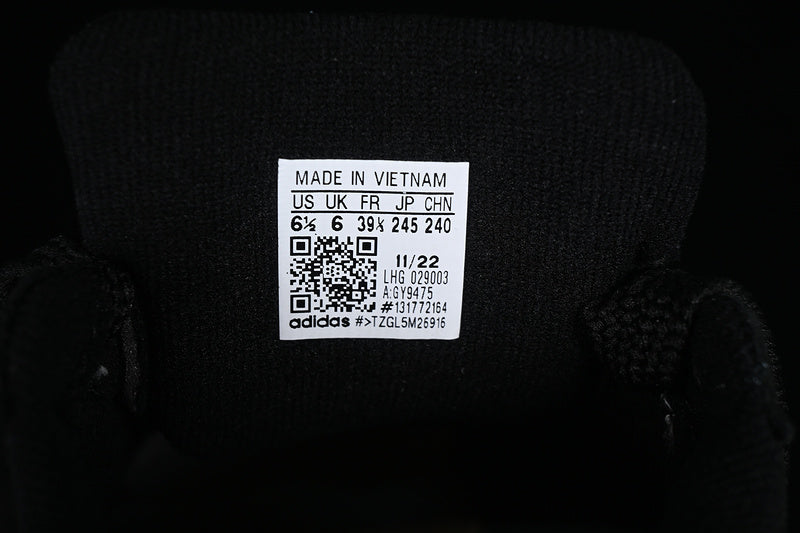 MADE IN VIETNAM
US UK FR JP CHN
6½ 6 39⅓ 245 240
11/22
LHG 029003
A:GY9475
#131772164
adidas #>TZGL5M26916